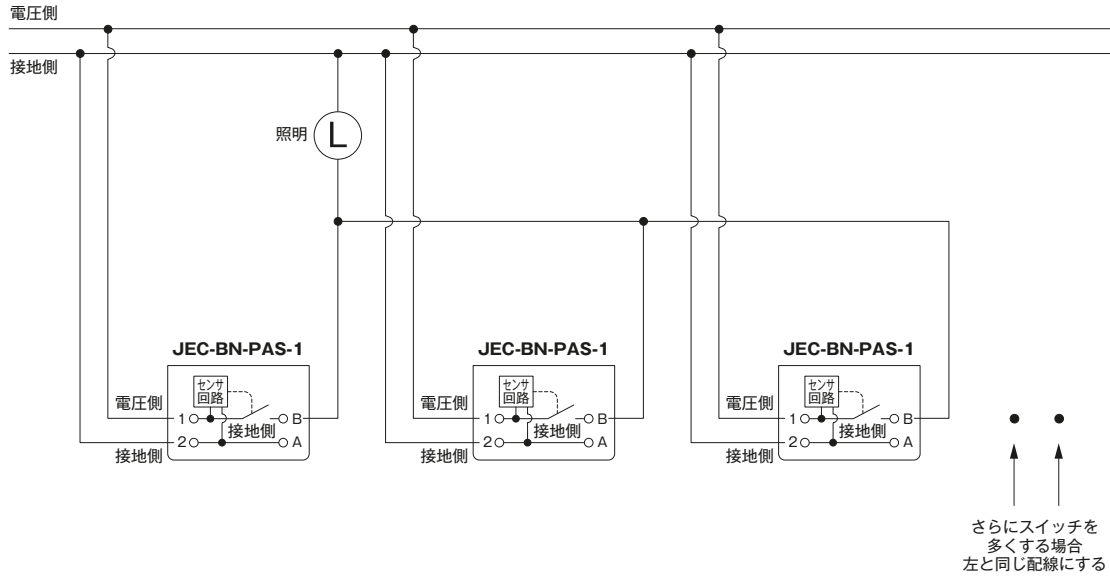 電圧側
接地側
照明
L
JEC-BN-PAS-1
センサ
回路
電圧側
1
B
接地側
2
A
接地側
JEC-BN-PAS-1
センサ
回路
電圧側
1
B
接地側
2
A
接地側
JEC-BN-PAS-1
センサ
回路
電圧側
1
B
接地側
2
A
接地側
さらにスイッチを
多くする場合
左と同じ配線にする